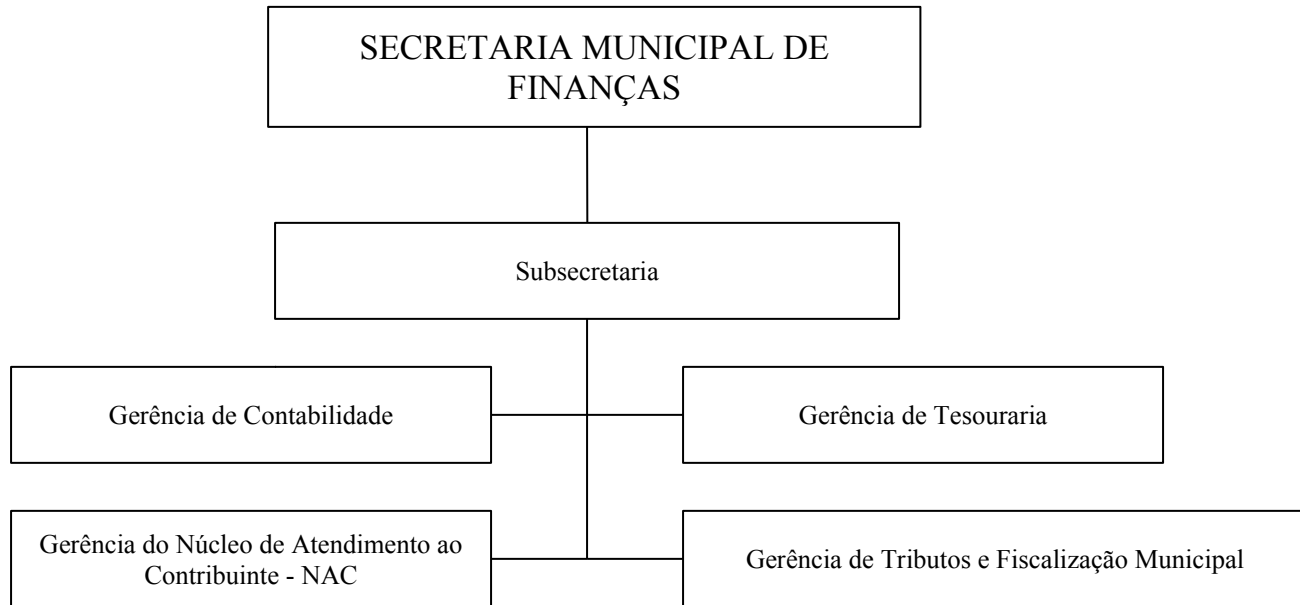 SECRETARIA MUNICIPAL DE
FINANÇAS
Subsecretaria
Gerência de Contabilidade
Gerência de Tesouraria
Gerência do Núcleo de Atendimento ao
Contribuinte - NAC
Gerência de Tributos e Fiscalização Municipal